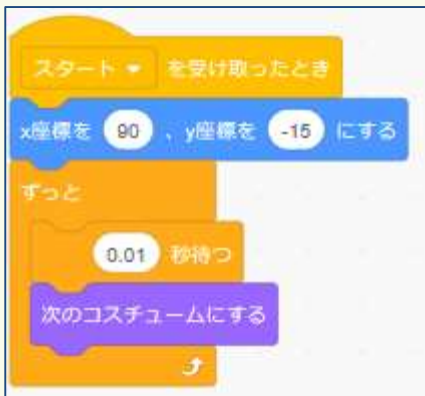 スタート を受け取ったとき
x座標を 90 、y座標を -15 にする
ずっと
0.01 秒待つ
次のコスチュームにする